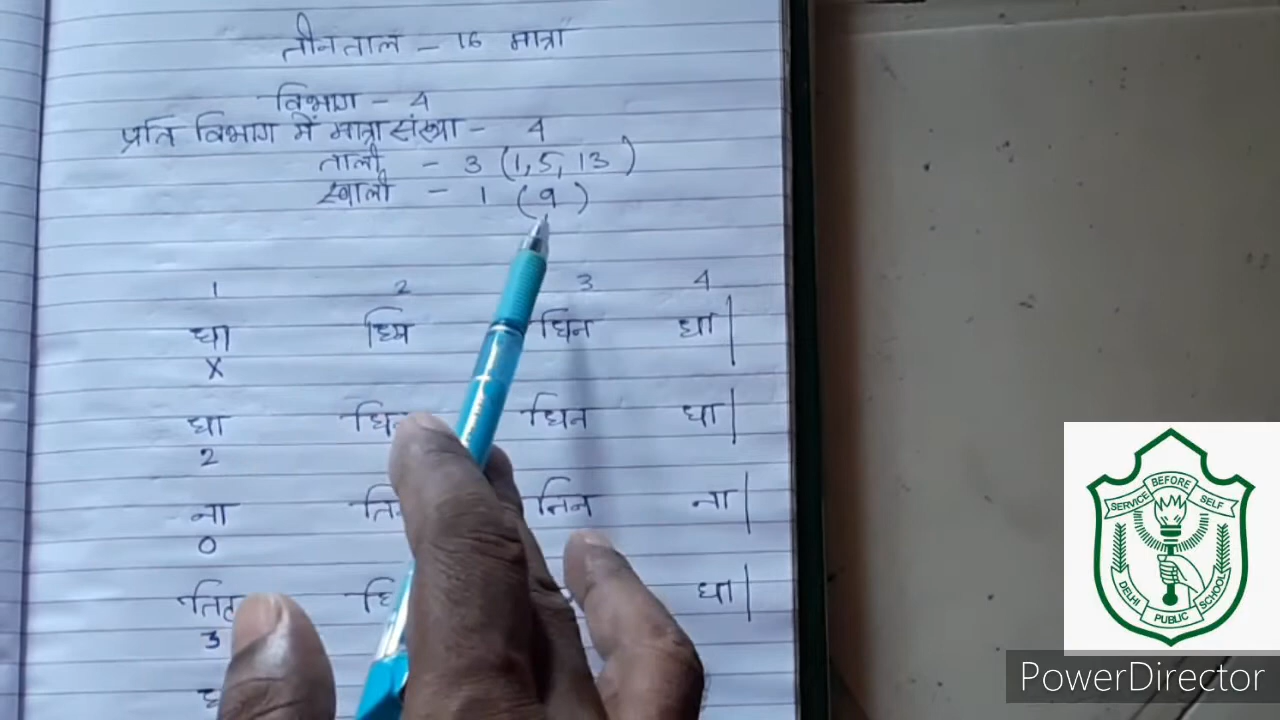 तीनताल - 16 मात्रा
विभाग - 4
प्रति विभाग में मात्रा संख्या - 4
ताली - 3 (1, 5, 13)
खाली - 1 (9)
1 2 3 4
धा धिन धिन धा |
X
धा धिन धिन धा |
2
ना तिन तिन ना |
0
3
धा |
SERVICE BEFORE SELF
DELHI PUBLIC SCHOOL
PowerDirector